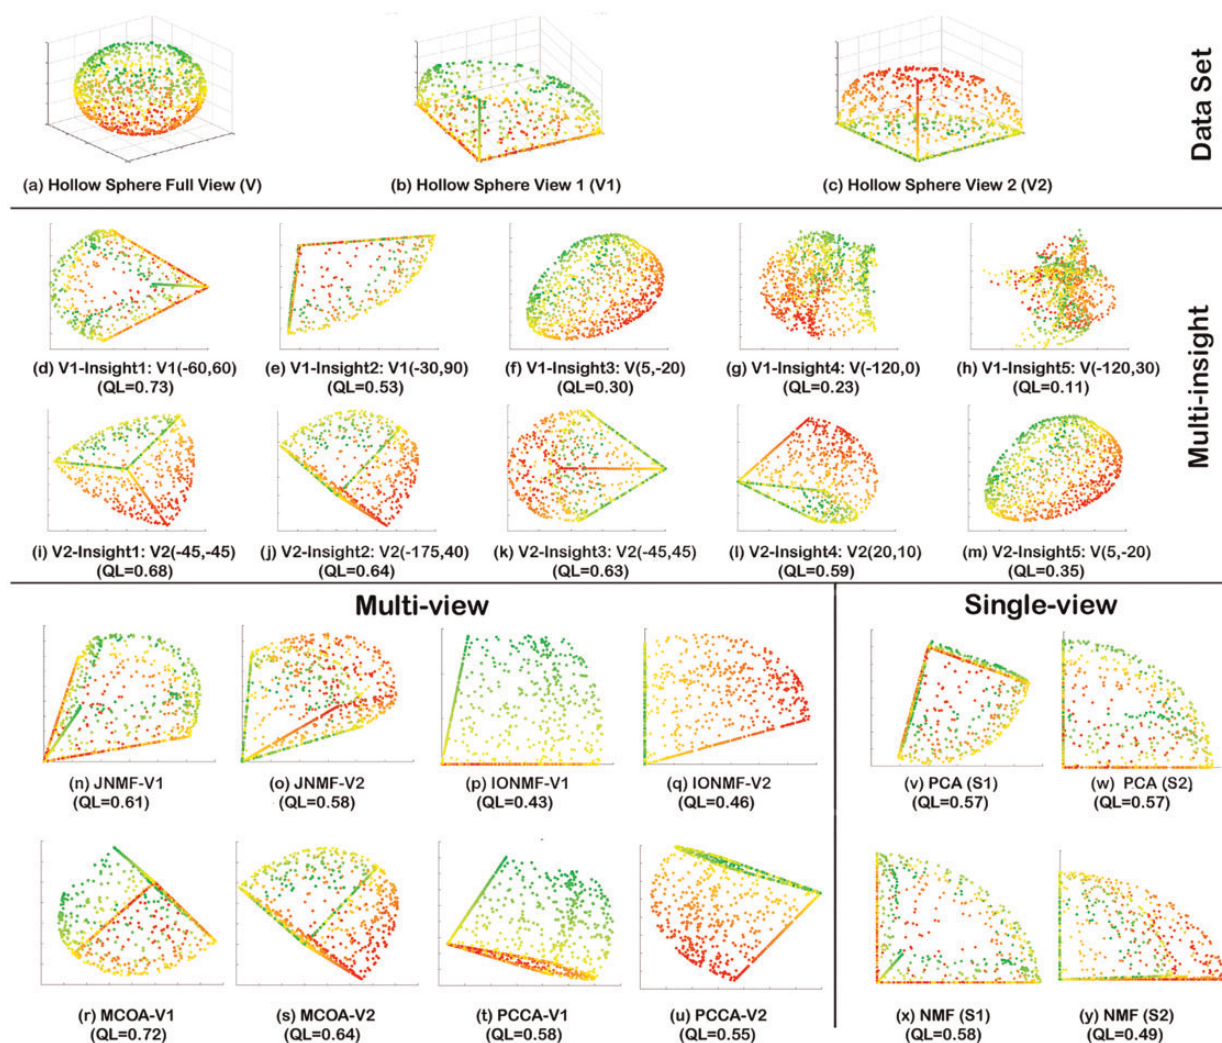 Data Set
(a) Hollow Sphere Full View (V)
(b) Hollow Sphere View 1 (V1)
(c) Hollow Sphere View 2 (V2)
Multi-insight
(d) V1-Insight1: V1(-60,60)
(QL=0.73)
(e) V1-Insight2: V1(-30,90)
(QL=0.53)
(f) V1-Insight3: V(5,-20)
(QL=0.30)
(g) V1-Insight4: V(-120,0)
(QL=0.23)
(h) V1-Insight5: V(-120,30)
(QL=0.11)
(i) V2-Insight1: V2(-45,-45)
(QL=0.68)
(j) V2-Insight2: V2(-175,40)
(QL=0.64)
(k) V2-Insight3: V2(-45,45)
(QL=0.63)
(l) V2-Insight4: V2(20,10)
(QL=0.59)
(m) V2-Insight5: V(5,-20)
(QL=0.35)
Multi-view
Single-view
(n) JNMF-V1
(QL=0.61)
(o) JNMF-V2
(QL=0.58)
(p) IONMF-V1
(QL=0.43)
(q) IONMF-V2
(QL=0.46)
(v) PCA (S1)
(QL=0.57)
(w) PCA (S2)
(QL=0.57)
(r) MCOA-V1
(QL=0.72)
(s) MCOA-V2
(QL=0.64)
(t) PCCA-V1
(QL=0.58)
(u) PCCA-V2
(QL=0.55)
(x) NMF (S1)
(QL=0.58)
(y) NMF (S2)
(QL=0.49)